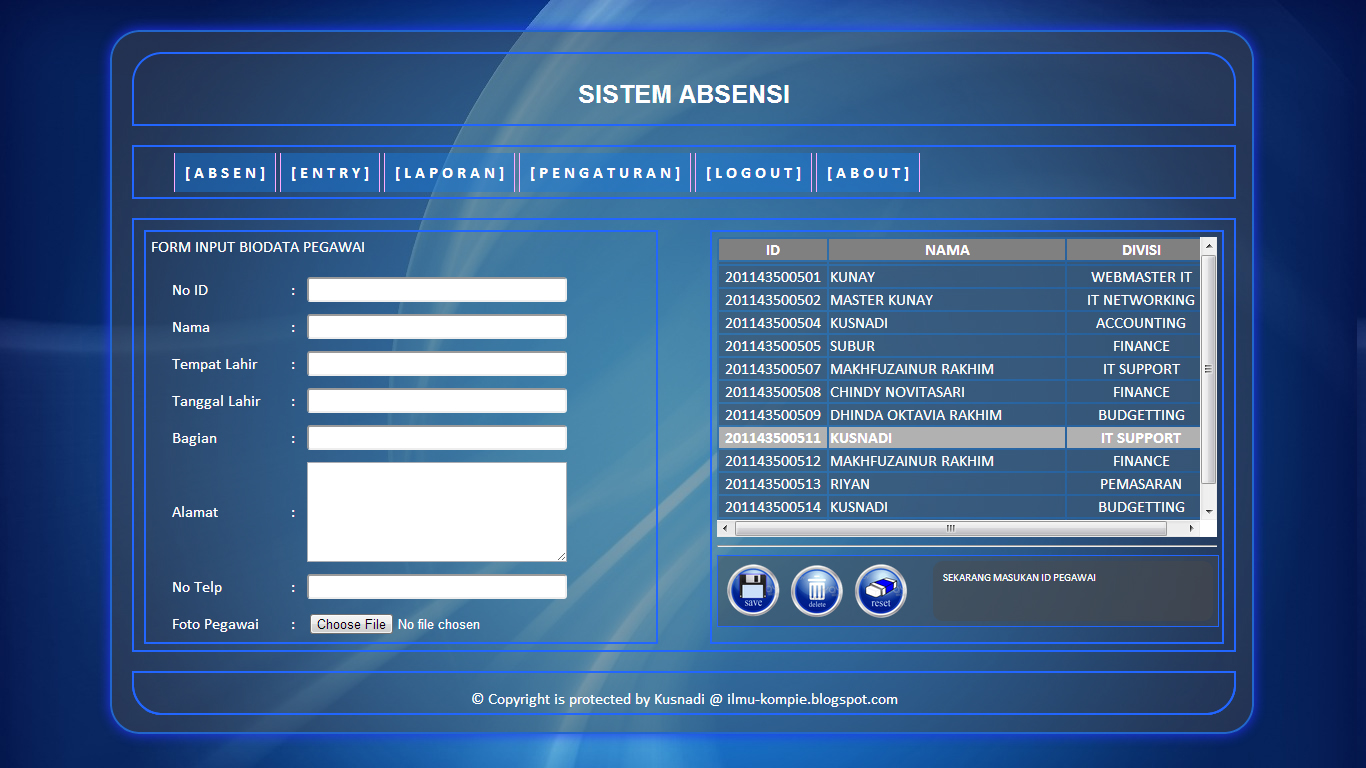 SISTEM ABSENSI
[ABSEN] [ENTRY] [LAPORAN] [PENGATURAN] [LOGOUT] [ABOUT]
FORM INPUT BIODATA PEGAWAI
No ID :
Nama :
Tempat Lahir :
Tanggal Lahir :
Bagian :
Alamat :
No Telp :
Foto Pegawai : Choose File No file chosen
ID NAMA DIVISI
201143500501 KUNAY WEBMASTER IT
201143500502 MASTER KUNAY IT NETWORKING
201143500504 KUSNADI ACCOUNTING
201143500505 SUBUR FINANCE
201143500507 MAKHFUZAINUR RAKHIM IT SUPPORT
201143500508 CHINDY NOVITASARI FINANCE
201143500509 DHINDA OKTAVIA RAKHIM BUDGETTING
201143500511 KUSNADI IT SUPPORT
201143500512 MAKHFUZAINUR RAKHIM FINANCE
201143500513 RIYAN PEMASARAN
201143500514 KUSNADI BUDGETTING
save delete reset
SEKARANG MASUKAN ID PEGAWAI
© Copyright is protected by Kusnadi @ ilmu-kompie.blogspot.com